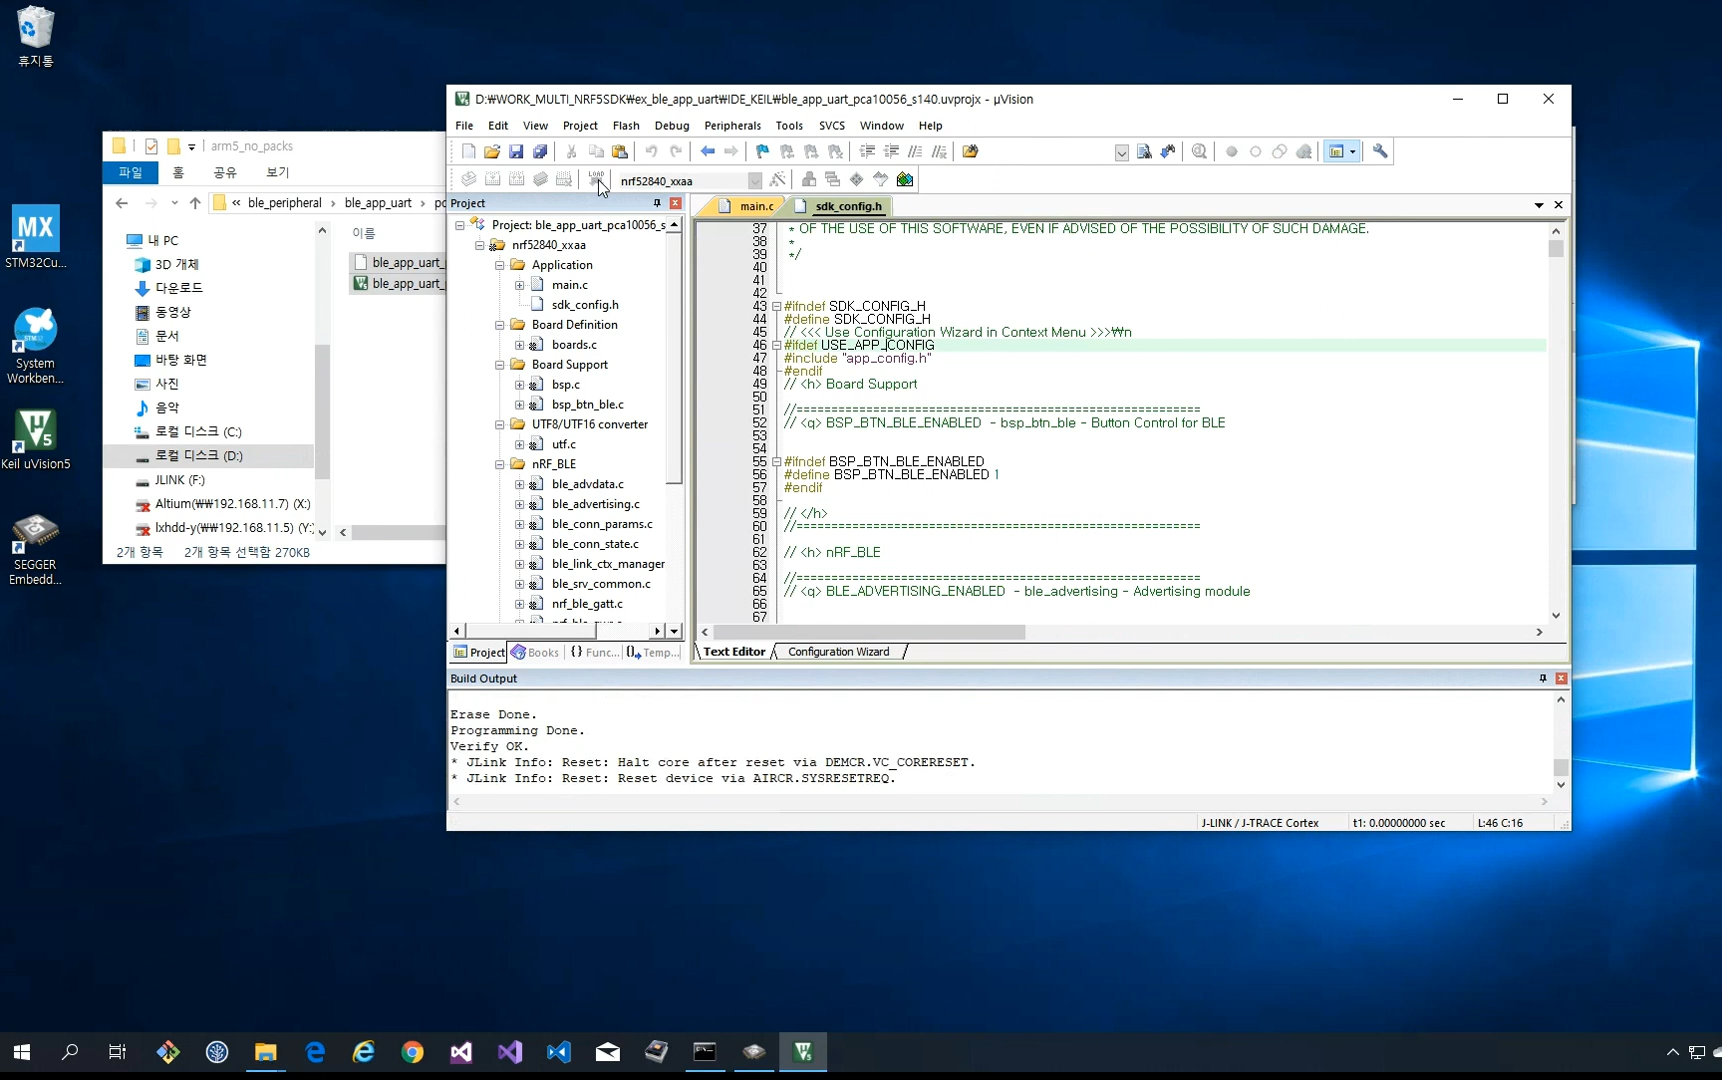 휴지통
MX
STM32Cu...
System
Workben...
Keil uVision5
SEGGER
Embedd...
arm5_no_packs
파일 홈 공유 보기
« ble_peripheral › ble_app_uart ›
이름
내 PC
3D 개체
다운로드
동영상
문서
바탕 화면
사진
음악
로컬 디스크 (C:)
로컬 디스크 (D:)
JLINK (F:)
Altium(₩₩192.168.11.7) (X:)
lxhdd-y(₩₩192.168.11.5) (Y:
ble_app_uart_
ble_app_uart_
2개 항목 2개 항목 선택함 270KB
D:₩WORK_MULTI_NRF5SDK₩ex_ble_app_uart₩IDE_KEIL₩ble_app_uart_pca10056_s140.uvprojx - µVision
File Edit View Project Flash Debug Peripherals Tools SVCS Window Help
LOAD
nrf52840_xxaa
Project
Project: ble_app_uart_pca10056_s
nrf52840_xxaa
Application
main.c
sdk_config.h
Board Definition
boards.c
Board Support
bsp.c
bsp_btn_ble.c
UTF8/UTF16 converter
utf.c
nRF_BLE
ble_advdata.c
ble_advertising.c
ble_conn_params.c
ble_conn_state.c
ble_link_ctx_manager
ble_srv_common.c
nrf_ble_gatt.c
Project Books {} Func... Temp...
main.c sdk_config.h
37 * OF THE USE OF THIS SOFTWARE, EVEN IF ADVISED OF THE POSSIBILITY OF SUCH DAMAGE.
38 *
39 */
40
41
42
43 #ifndef SDK_CONFIG_H
44 #define SDK_CONFIG_H
45 // <<< Use Configuration Wizard in Context Menu >>>₩n
46 #ifdef USE_APP_CONFIG
47 #include "app_config.h"
48 #endif
49 // <h> Board Support
50
51 //==========================================================
52 // <q> BSP_BTN_BLE_ENABLED - bsp_btn_ble - Button Control for BLE
53
54
55 #ifndef BSP_BTN_BLE_ENABLED
56 #define BSP_BTN_BLE_ENABLED 1
57 #endif
58
59 // </h>
60 //==========================================================
61
62 // <h> nRF_BLE
63
64 //==========================================================
65 // <q> BLE_ADVERTISING_ENABLED - ble_advertising - Advertising module
66
67
Text Editor Configuration Wizard
Build Output
Erase Done.
Programming Done.
Verify OK.
* JLink Info: Reset: Halt core after reset via DEMCR.VC_CORERESET.
* JLink Info: Reset: Reset device via AIRCR.SYSRESETREQ.
J-LINK / J-TRACE Cortex t1: 0.00000000 sec L:46 C:16